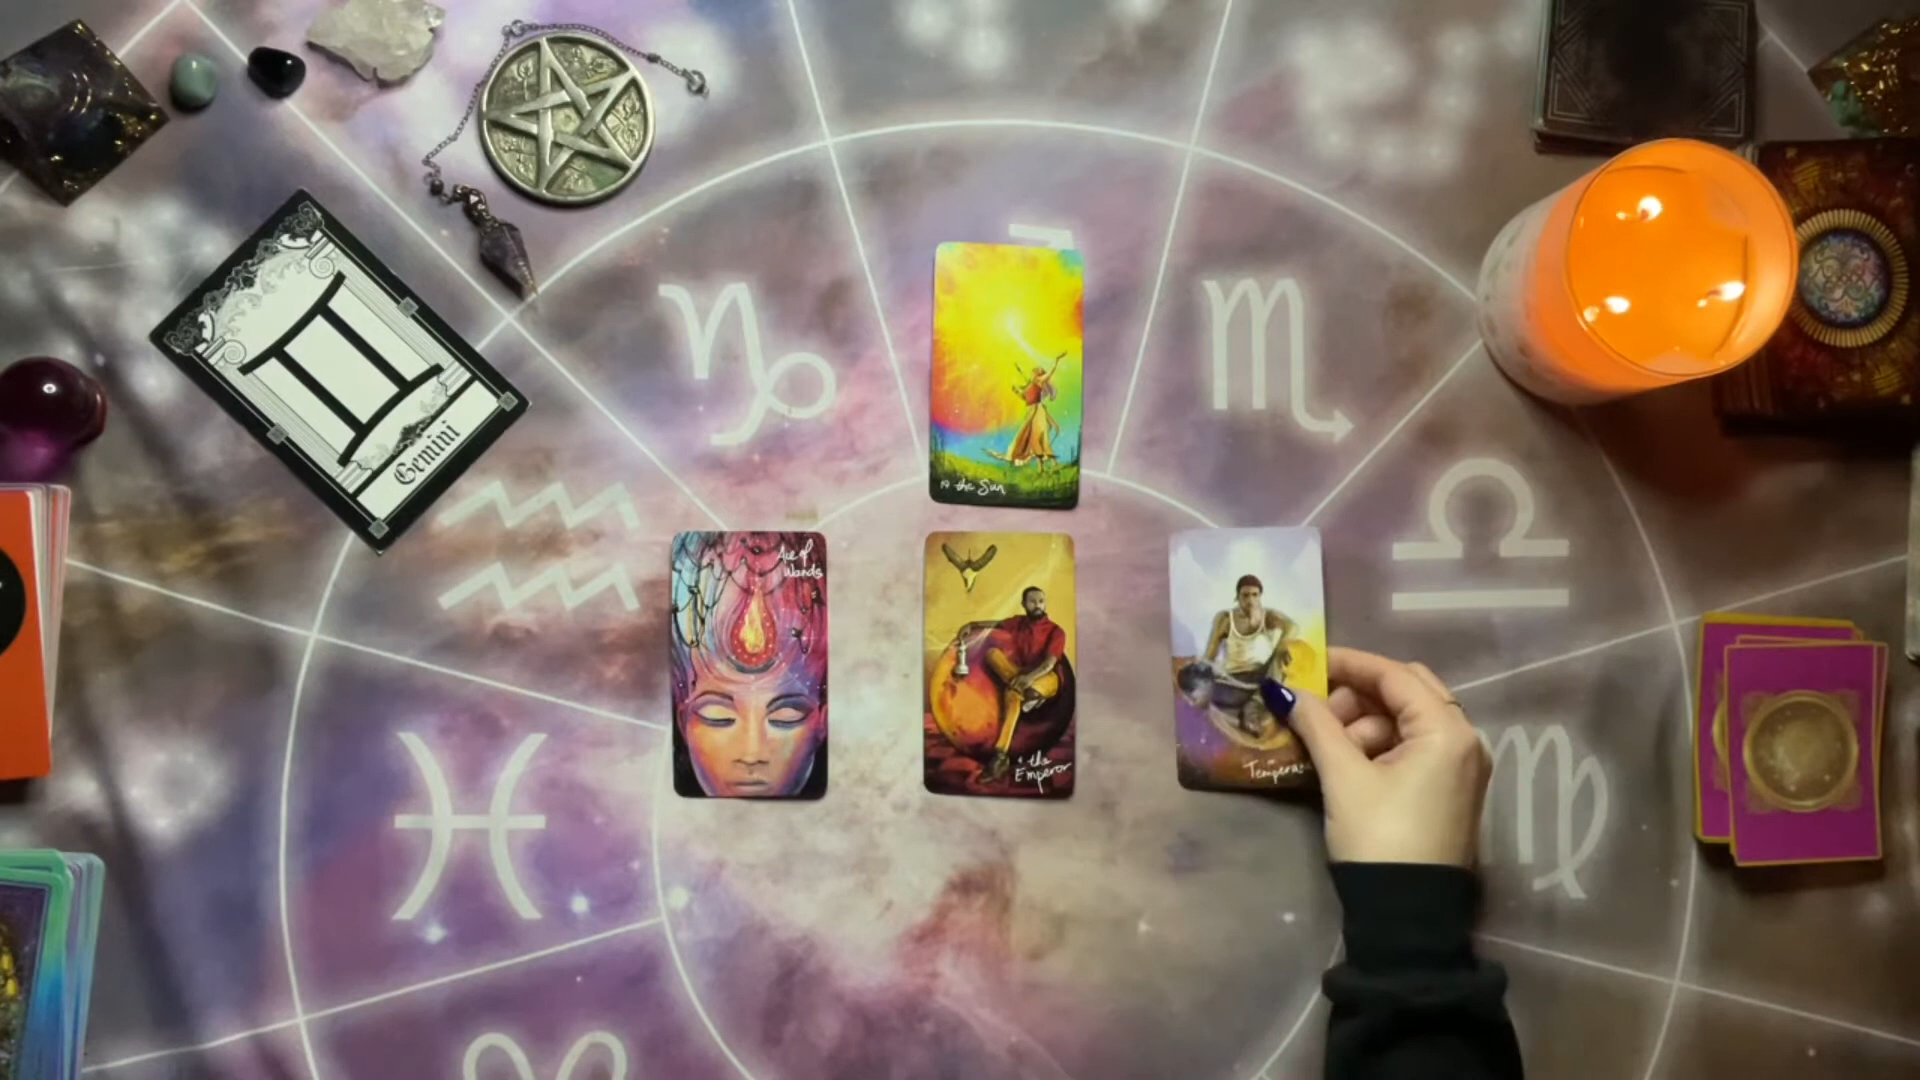 Gemini
19 the Sun
Ace of
Wands
4 the
Emperor